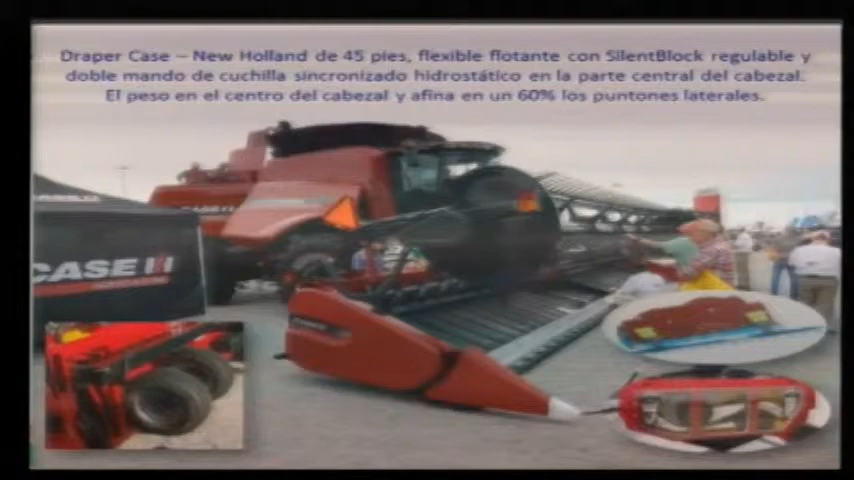 Draper Case – New Holland de 45 pies, flexible flotante con SilentBlock regulable y
doble mando de cuchilla sincronizado hidrostático en la parte central del cabezal.
El peso en el centro del cabezal y afina en un 60% los puntones laterales.
CASE IH